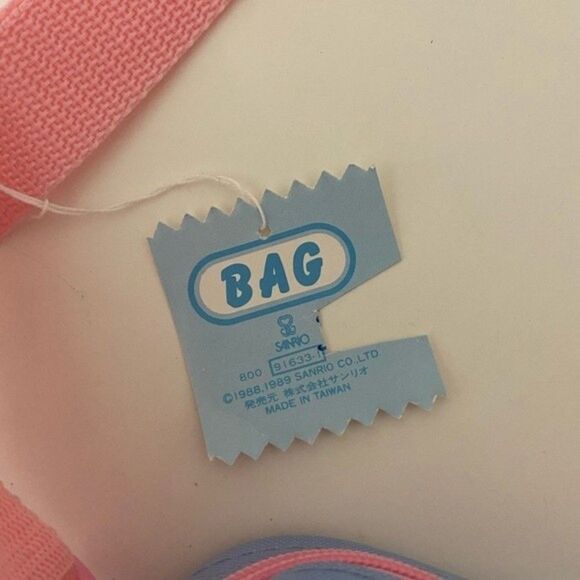 BAG
SANRIO
800 91633-1
©1988,1989 SANRIO CO.,LTD
発売元 株式会社サンリオ
MADE IN TAIWAN